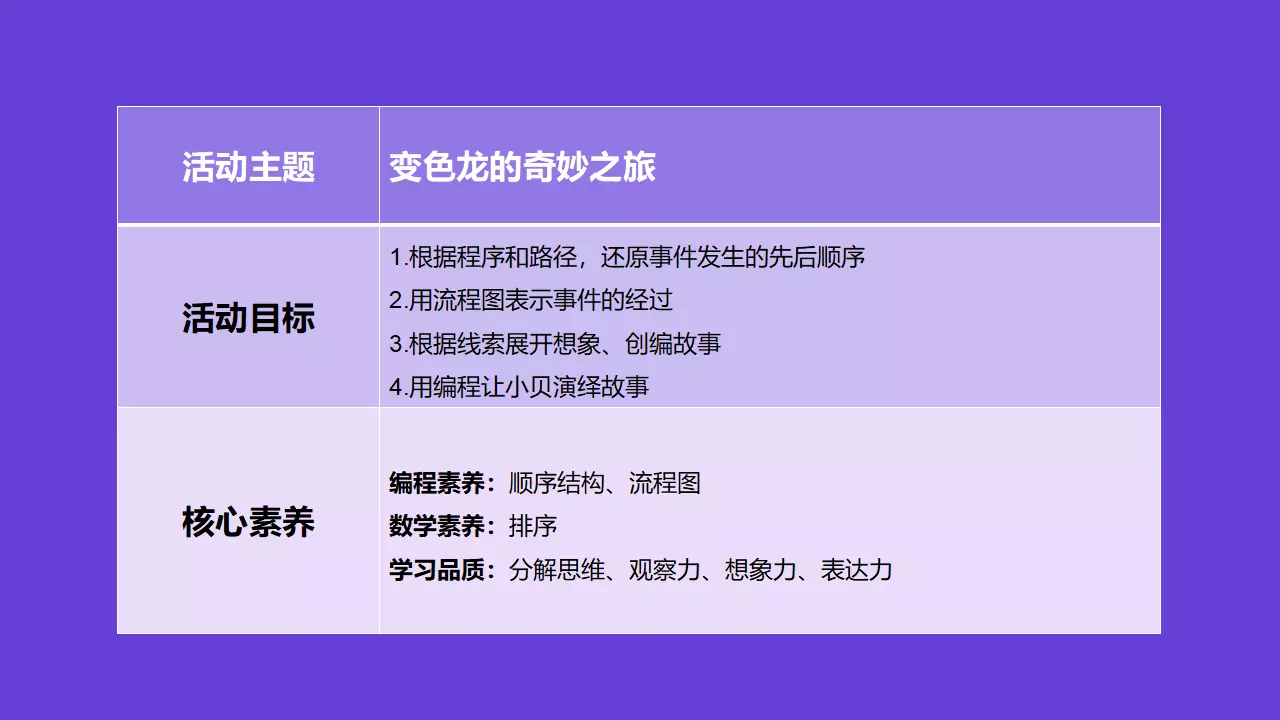 活动主题
变色龙的奇妙之旅
活动目标
1.根据程序和路径，还原事件发生的先后顺序
2.用流程图表示事件的经过
3.根据线索展开想象、创编故事
4.用编程让小贝演绎故事
核心素养
编程素养：顺序结构、流程图
数学素养：排序
学习品质：分解思维、观察力、想象力、表达力